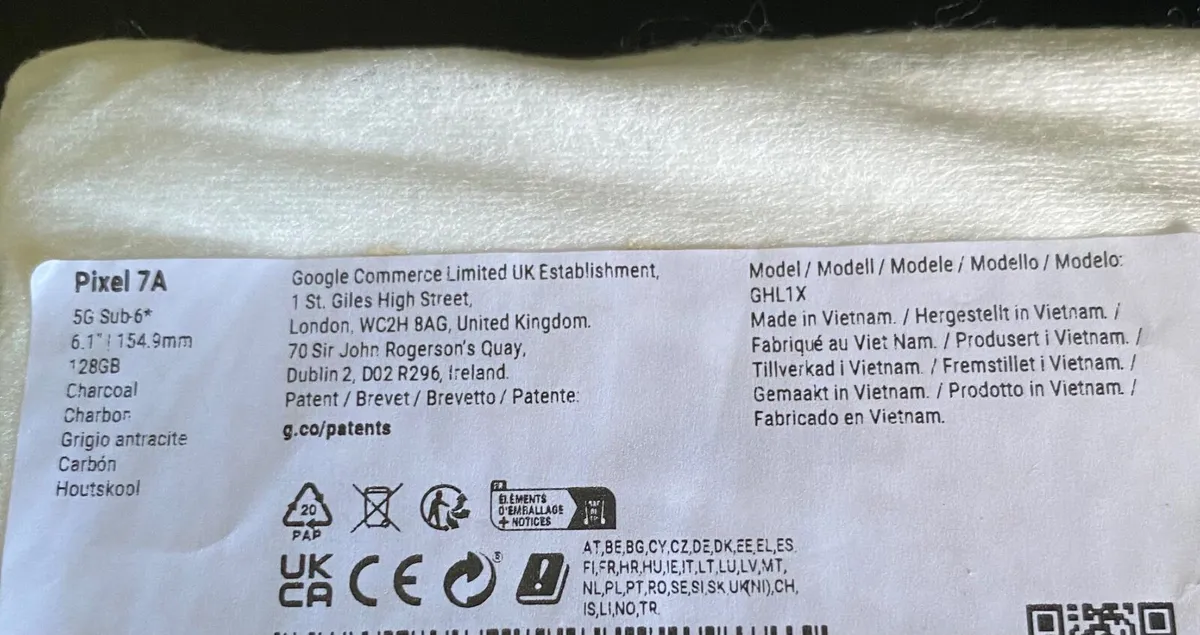 Pixel 7A
5G Sub-6*
6.1" | 154.9mm
128GB
Charcoal
Charbon
Grigio antracite
Carbón
Houtskool
Google Commerce Limited UK Establishment,
1 St. Giles High Street,
London, WC2H 8AG, United Kingdom.
70 Sir John Rogerson's Quay,
Dublin 2, D02 R296, Ireland.
Patent / Brevet / Brevetto / Patente:
g.co/patents
Model / Modell / Modele / Modello / Modelo:
GHL1X
Made in Vietnam. / Hergestellt in Vietnam. /
Fabriqué au Viet Nam. / Produsert i Vietnam. /
Tillverkad i Vietnam. / Fremstillet i Vietnam. /
Gemaakt in Vietnam. / Prodotto in Vietnam. /
Fabricado en Vietnam.
20
PAP
FR
ÉLÉMENTS
D'EMBALLAGE
+ NOTICES
UK
CA
CE
AT,BE,BG,CY,CZ,DE,DK,EE,EL,ES,
FI,FR,HR,HU,IE,IT,LT,LU,LV,MT,
NL,PL,PT,RO,SE,SI,SK,UK(NI),CH,
IS,LI,NO,TR.